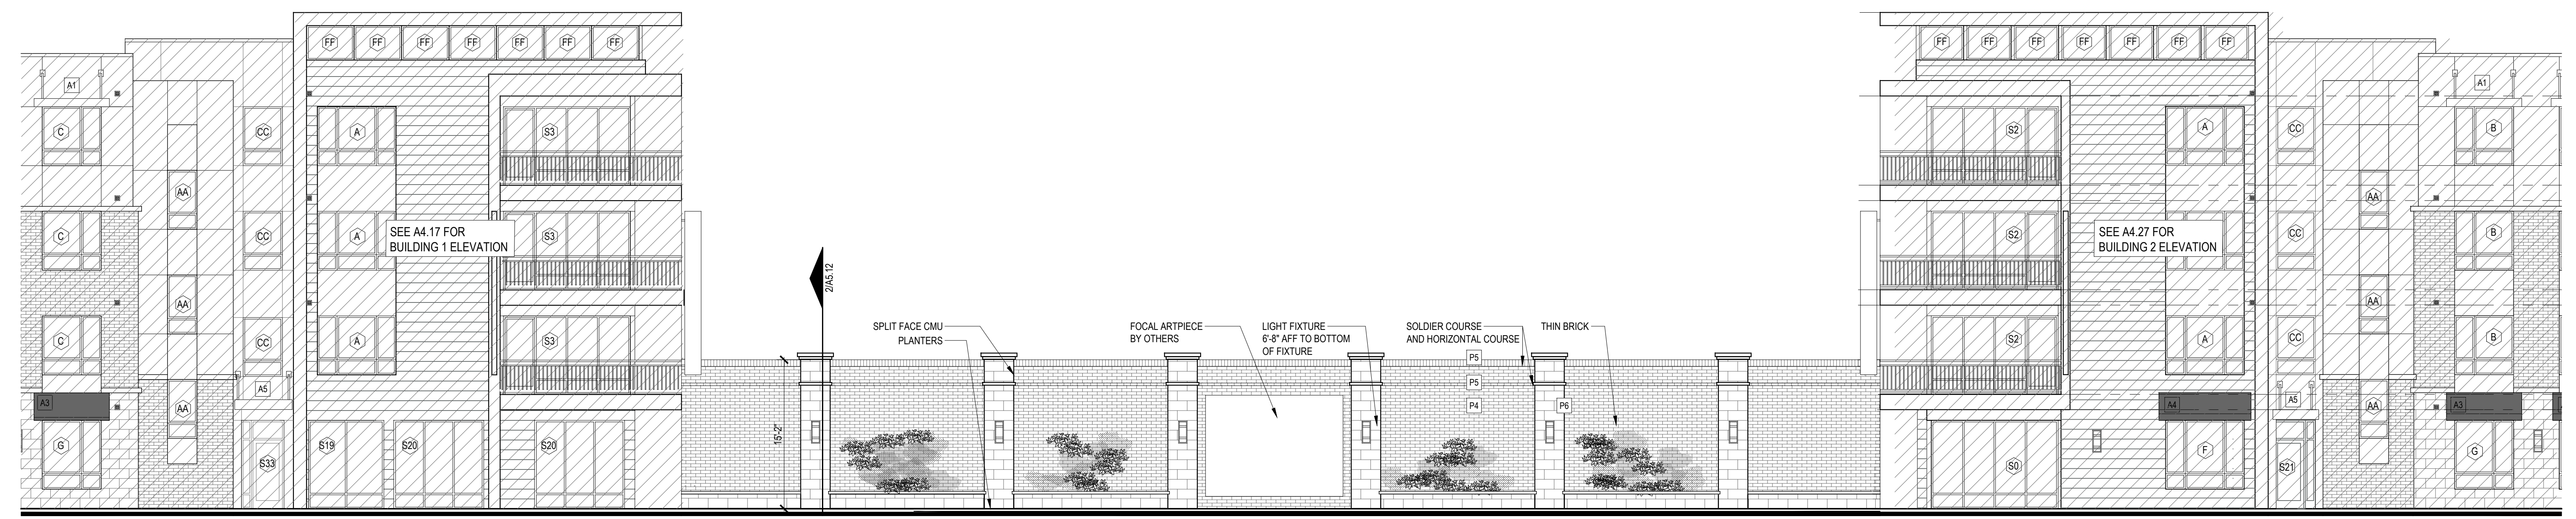 FF FF FF FF FF FF FF
FF FF FF FF FF FF FF
A1
A1
C
CC
A
S3
S2
A
CC
B
AA
AA
C
CC
A
SEE A4.17 FOR
BUILDING 1 ELEVATION
S3
S2
SEE A4.27 FOR
BUILDING 2 ELEVATION
A
CC
B
2/A5.12
AA
AA
C
CC
A
S3
SPLIT FACE CMU
PLANTERS
FOCAL ARTPIECE
BY OTHERS
LIGHT FIXTURE
6'-8" AFF TO BOTTOM
OF FIXTURE
SOLDIER COURSE
AND HORIZONTAL COURSE
THIN BRICK
P5
P5
P4
P6
S2
A
CC
B
A5
A5
A3
AA
A4
AA
A3
15'-2"
G
S33
S19
S20
S20
S0
F
S21
G